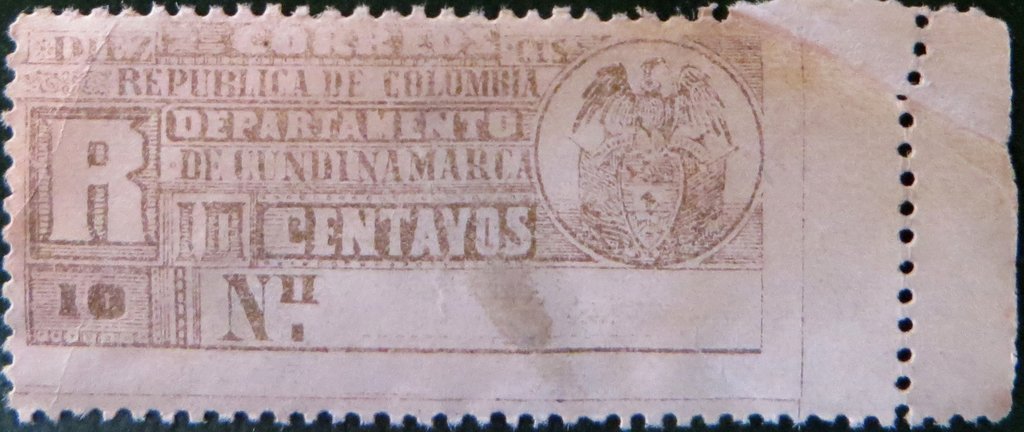 DIEZ CORREOS CTS.
REPUBLICA DE COLOMBIA
R
DEPARTAMENTO
DE CUNDINAMARCA
10 CENTAVOS
10
Nº.